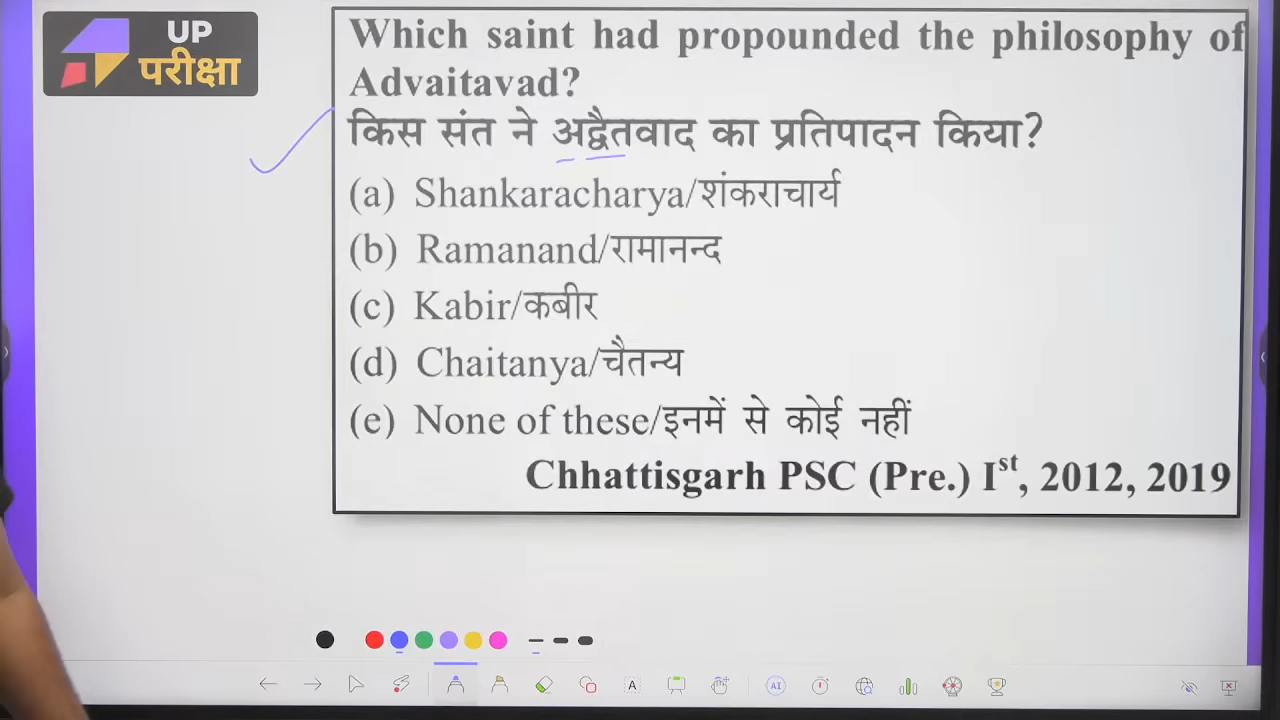 UP
परीक्षा
Which saint had propounded the philosophy of
Advaitavad?
किस संत ने अद्वैतवाद का प्रतिपादन किया?
(a) Shankaracharya/शंकराचार्य
(b) Ramanand/रामानन्द
(c) Kabir/कबीर
(d) Chaitanya/चैतन्य
(e) None of these/इनमें से कोई नहीं
Chhattisgarh PSC (Pre.) Ist, 2012, 2019
A
AI